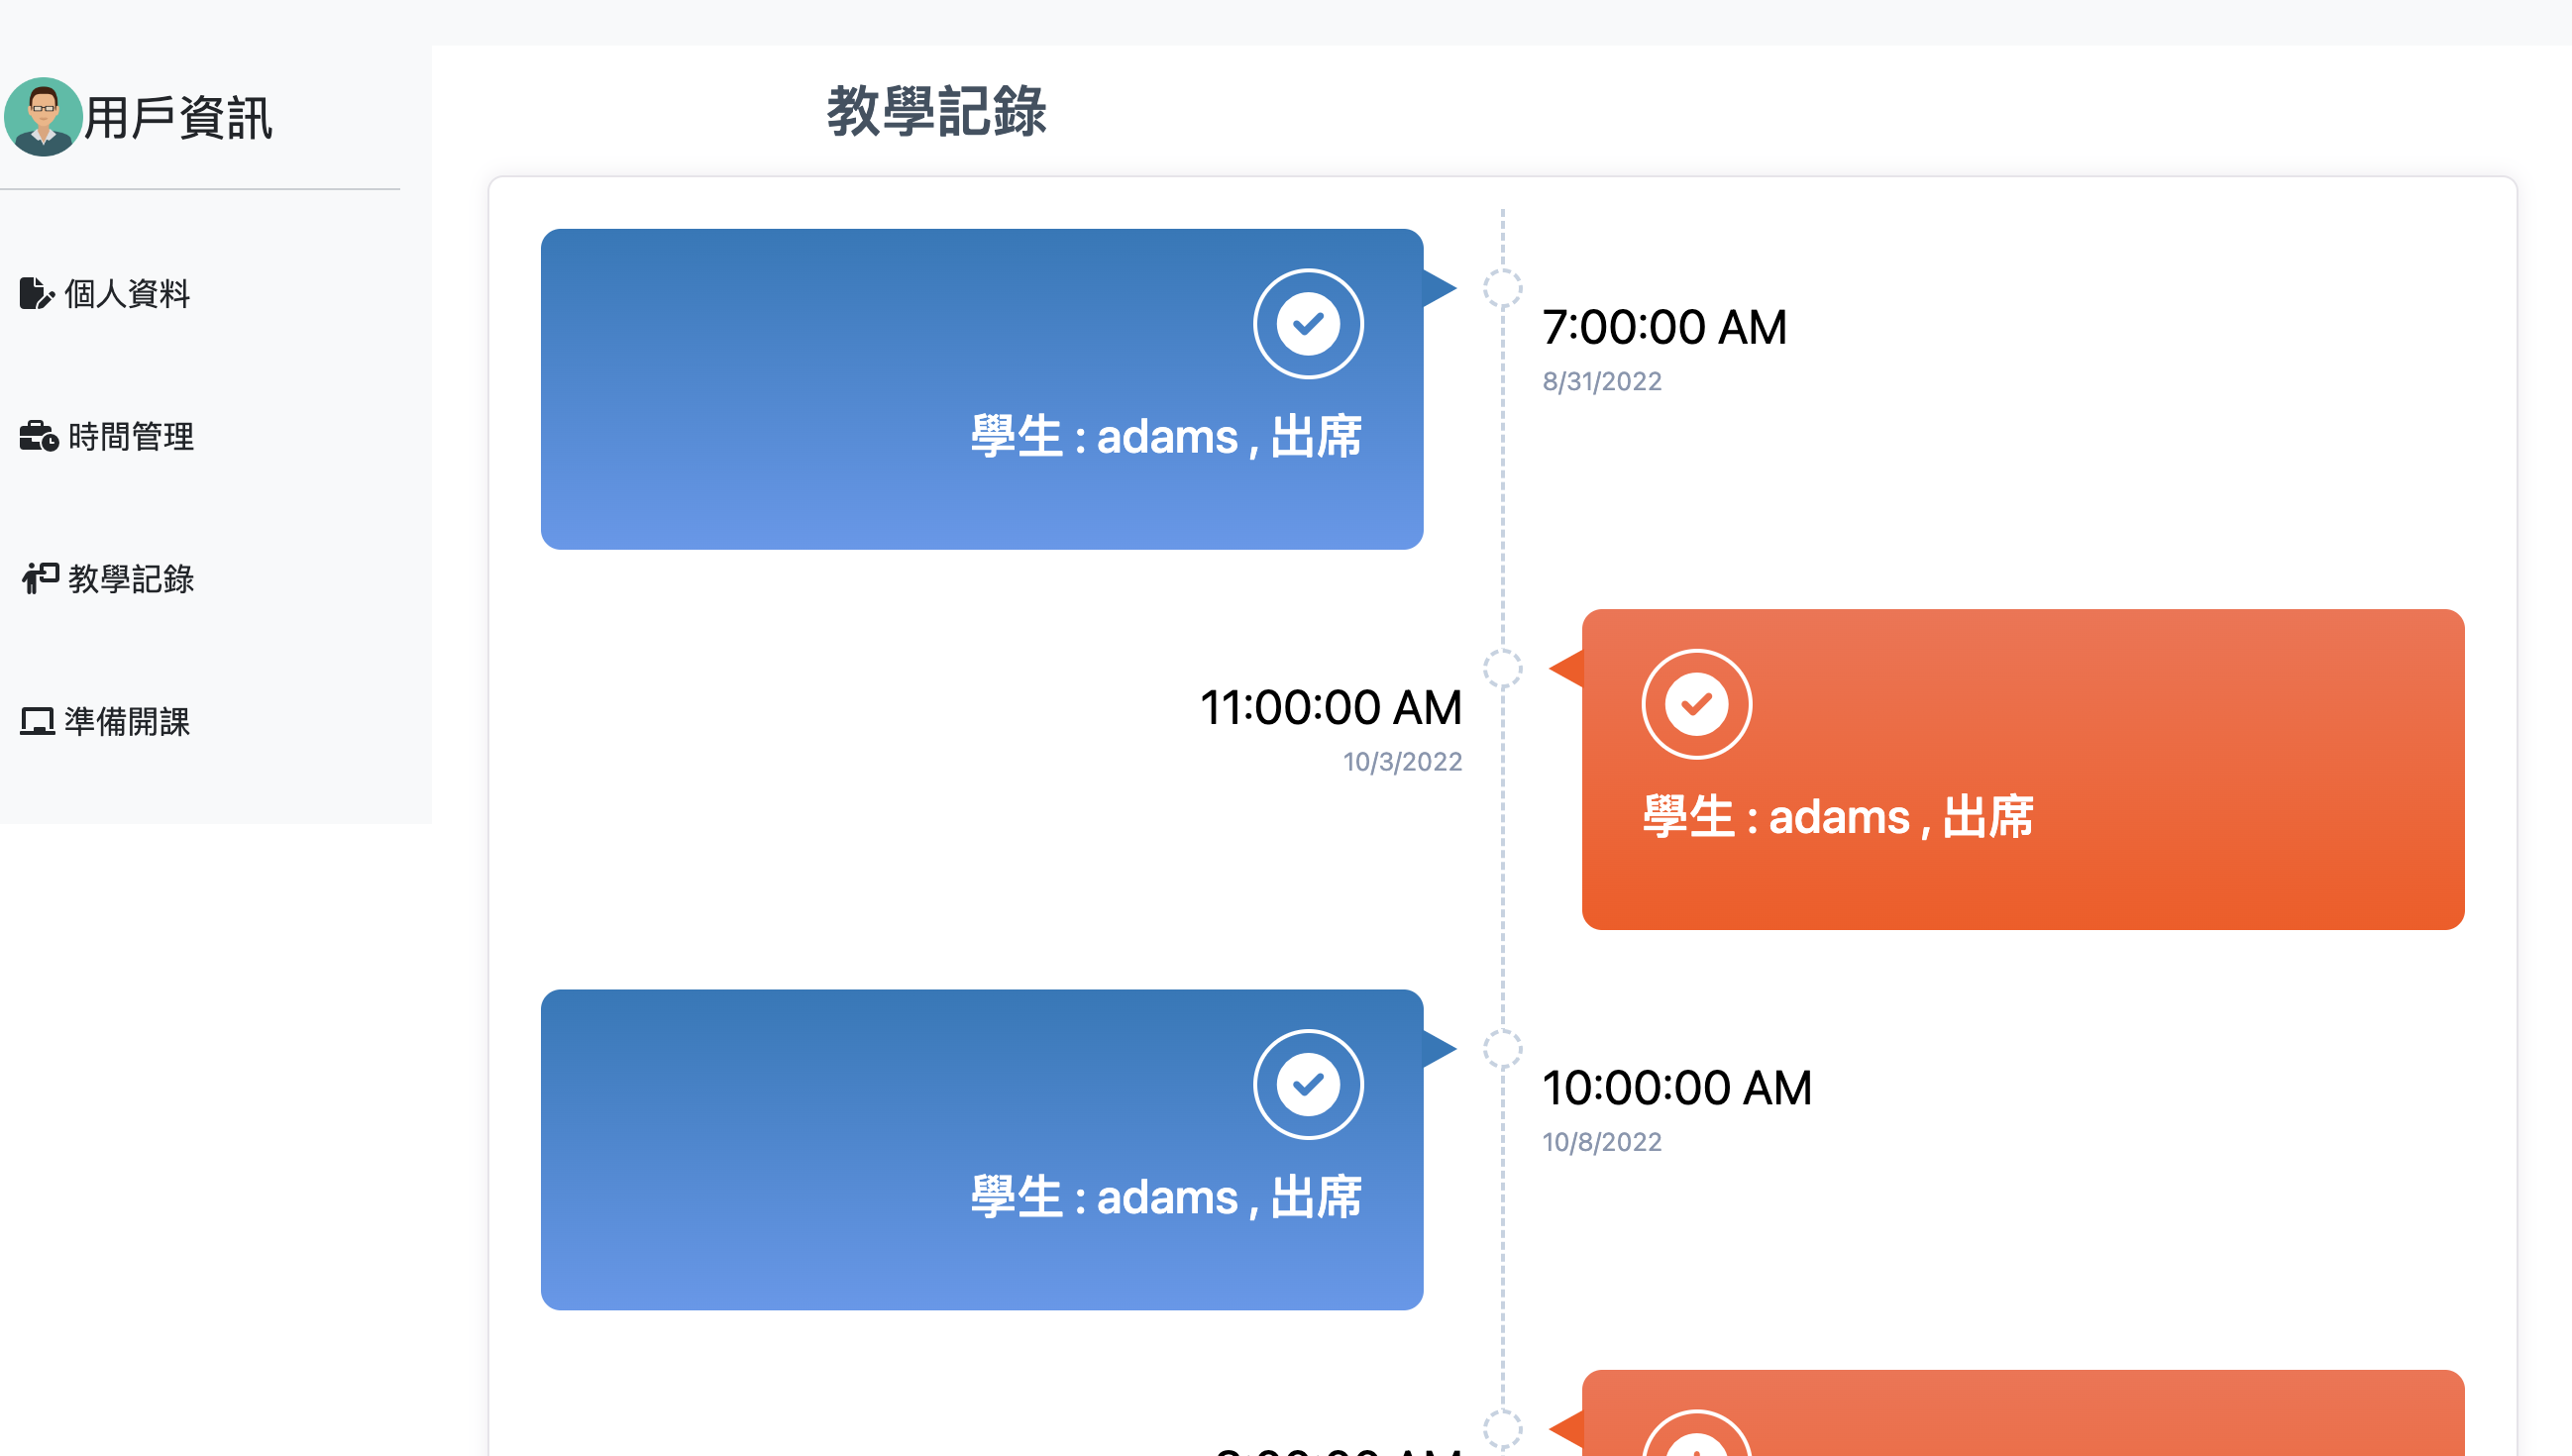 用戶資訊
個人資料
時間管理
教學記錄
準備開課
教學記錄
學生 : adams , 出席
7:00:00 AM
8/31/2022
11:00:00 AM
10/3/2022
學生 : adams , 出席
學生 : adams , 出席
10:00:00 AM
10/8/2022